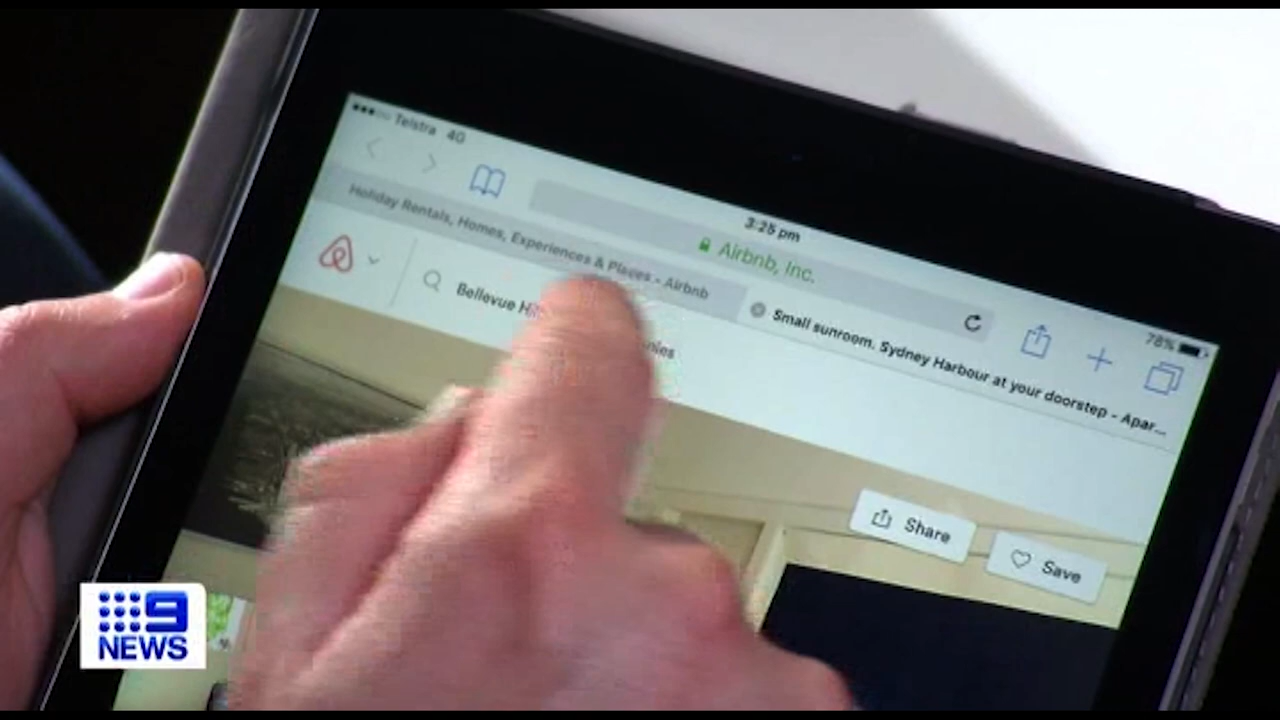 Telstra 4G
3:25 pm
78%
Airbnb, Inc.
Holiday Rentals, Homes, Experiences & Places - Airbnb
Small sunroom. Sydney Harbour at your doorstep - Apar...
Bellevue
Share
Save
9
NEWS